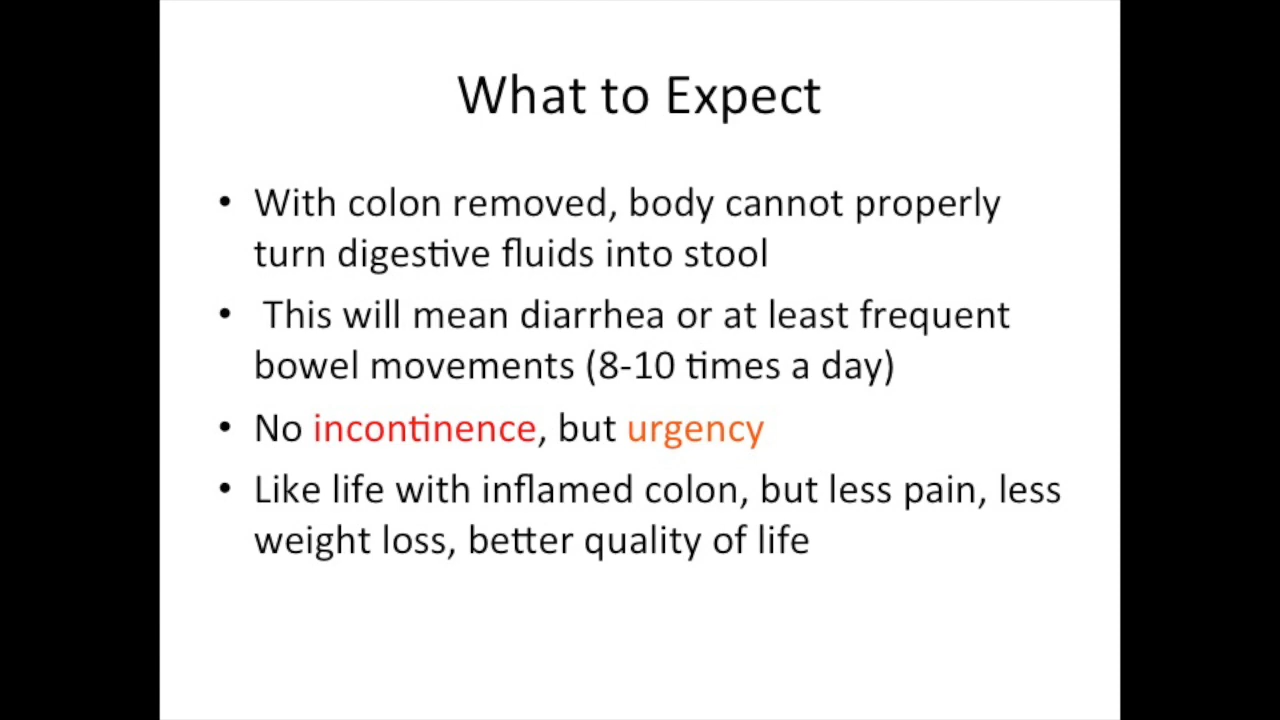 What to Expect
• With colon removed, body cannot properly
turn digestive fluids into stool
• This will mean diarrhea or at least frequent
bowel movements (8-10 times a day)
• No incontinence, but urgency
• Like life with inflamed colon, but less pain, less
weight loss, better quality of life